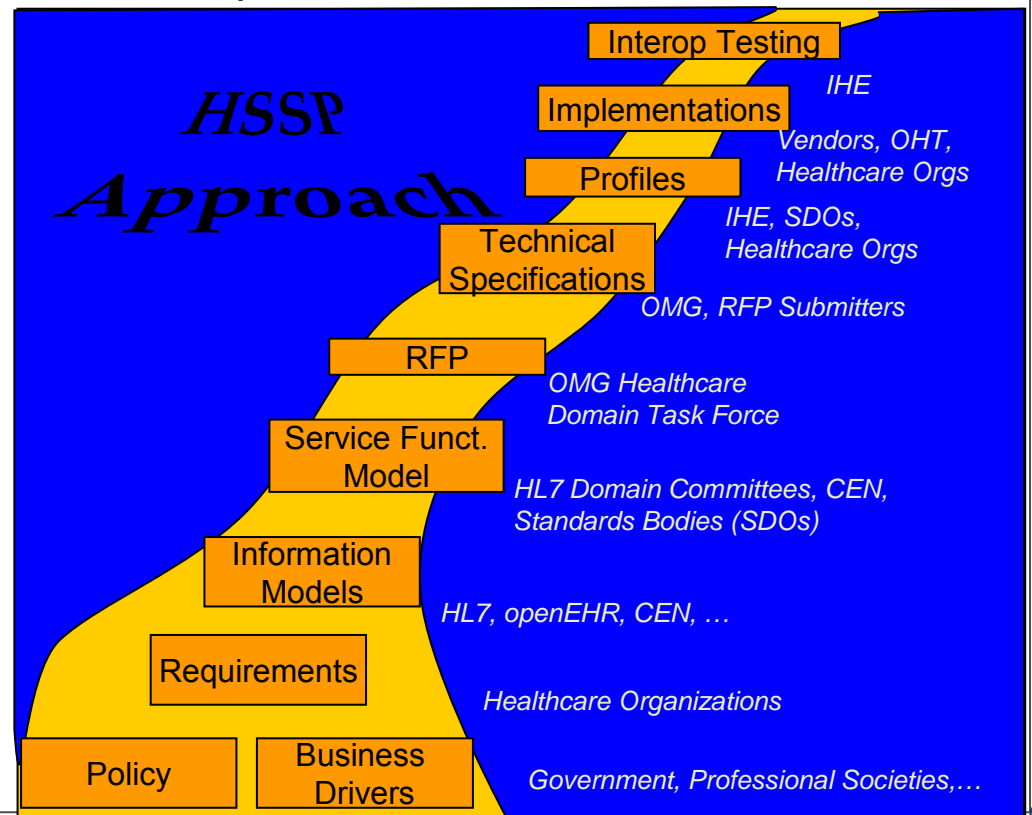 HSSP
Approach
Interop Testing
IHE
Implementations
Vendors, OHT,
Healthcare Orgs
Profiles
IHE, SDOs,
Healthcare Orgs
Technical
Specifications
OMG, RFP Submitters
RFP
OMG Healthcare
Domain Task Force
Service Funct.
Model
HL7 Domain Committees, CEN,
Standards Bodies (SDOs)
Information
Models
HL7, openEHR, CEN, …
Requirements
Healthcare Organizations
Policy
Business
Drivers
Government, Professional Societies,…